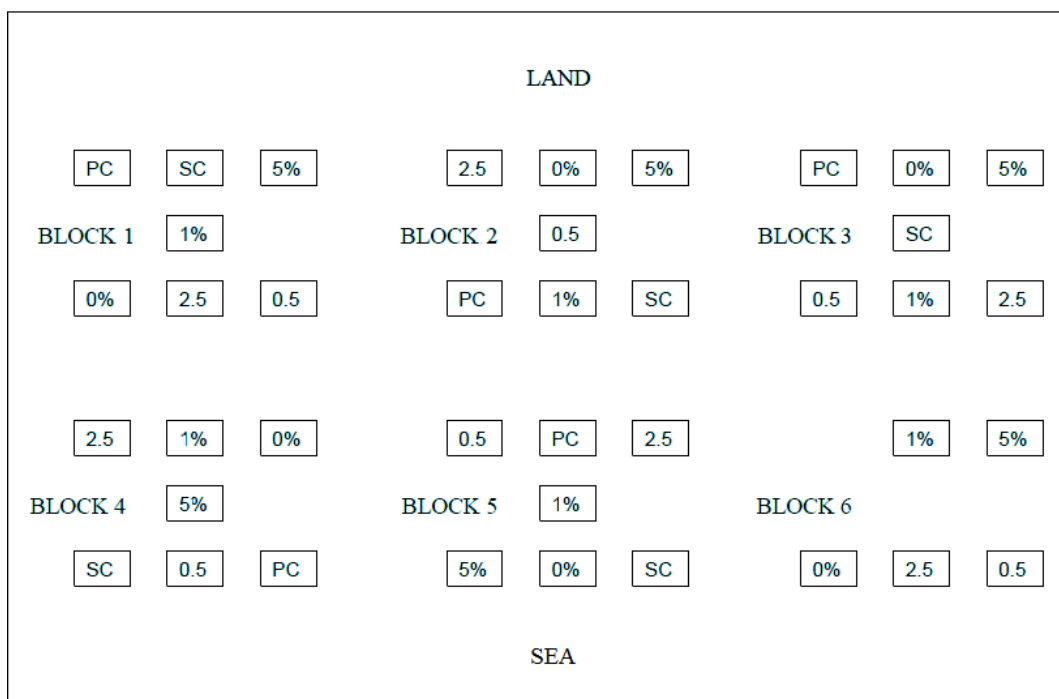 LAND
PC SC 5% 2.5 0% 5% PC 0% 5%
BLOCK 1 1% BLOCK 2 0.5 BLOCK 3 SC
0% 2.5 0.5 PC 1% SC 0.5 1% 2.5
2.5 1% 0% 0.5 PC 2.5 1% 5%
BLOCK 4 5% BLOCK 5 1% BLOCK 6
SC 0.5 PC 5% 0% SC 0% 2.5 0.5
SEA